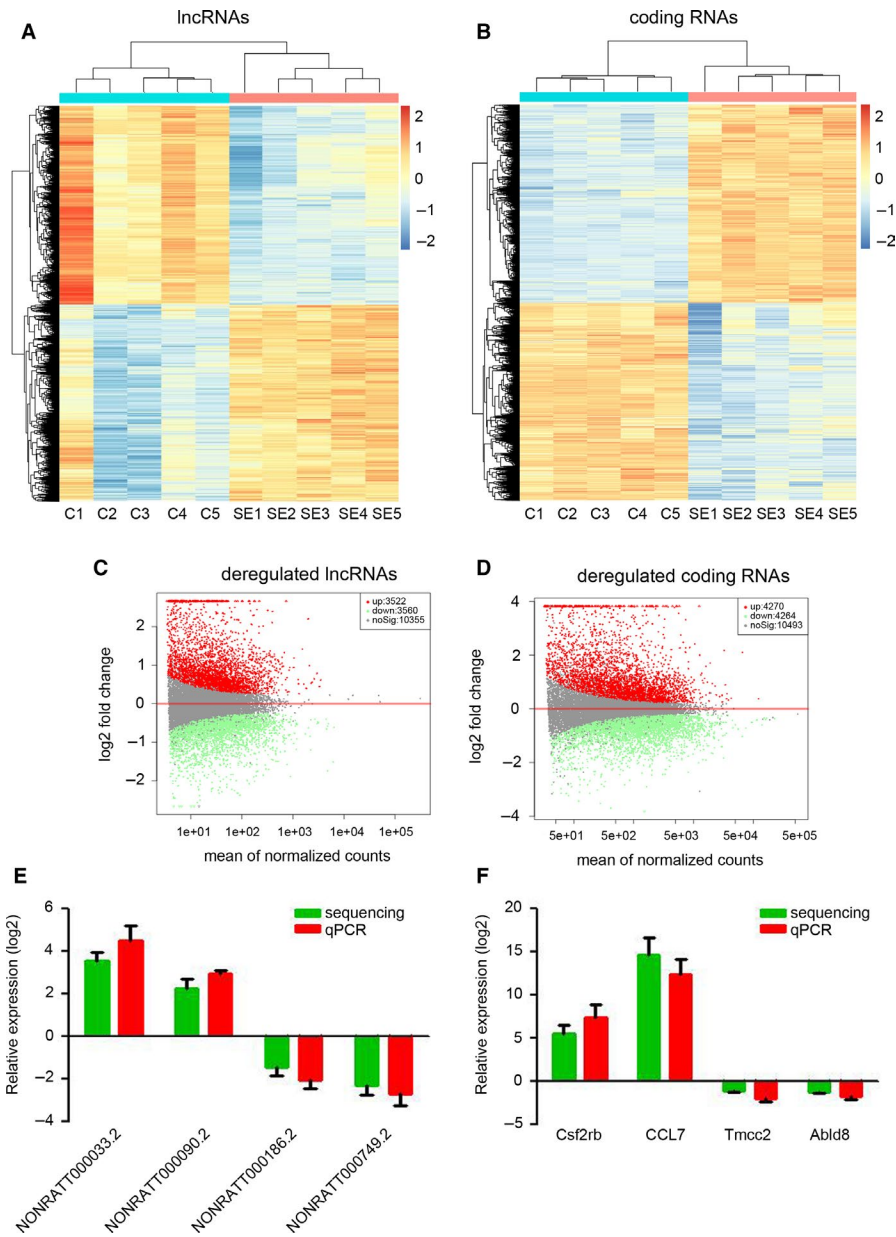 A
lncRNAs
2
1
0
−1
−2
C1 C2 C3 C4 C5 SE1 SE2 SE3 SE4 SE5
B
coding RNAs
2
1
0
−1
−2
C1 C2 C3 C4 C5 SE1 SE2 SE3 SE4 SE5
C
deregulated lncRNAs
up:3522
down:3560
noSig:10355
log2 fold change
2
1
0
−1
−2
1e+01 1e+02 1e+03 1e+04 1e+05
mean of normalized counts
D
deregulated coding RNAs
up:4270
down:4264
noSig:10493
log2 fold change
4
2
0
−2
−4
5e+01 5e+02 5e+03 5e+04 5e+05
mean of normalized counts
E
sequencing
qPCR
Relative expression (log2)
6
4
2
0
−2
−4
NONRATT000033.2
NONRATT000090.2
NONRATT000186.2
NONRATT000749.2
F
sequencing
qPCR
Relative expression (log2)
20
15
10
5
0
−5
Csf2rb CCL7 Tmcc2 Abld8